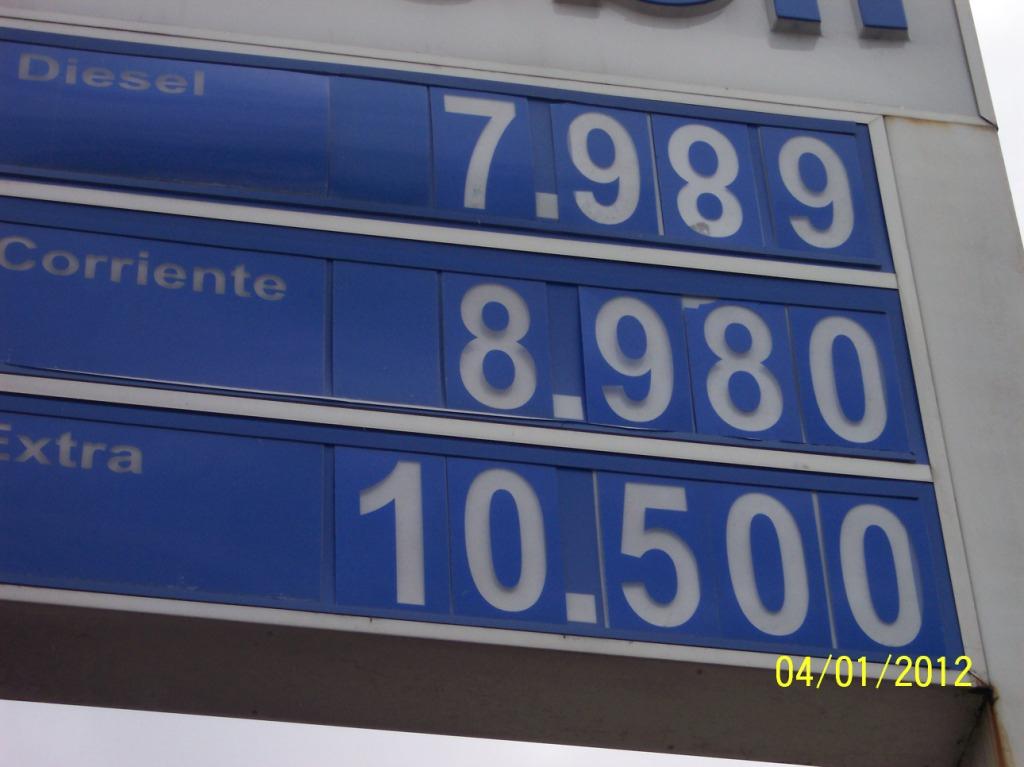 Diesel 7.989
Corriente 8.980
Extra 10.500
04/01/2012